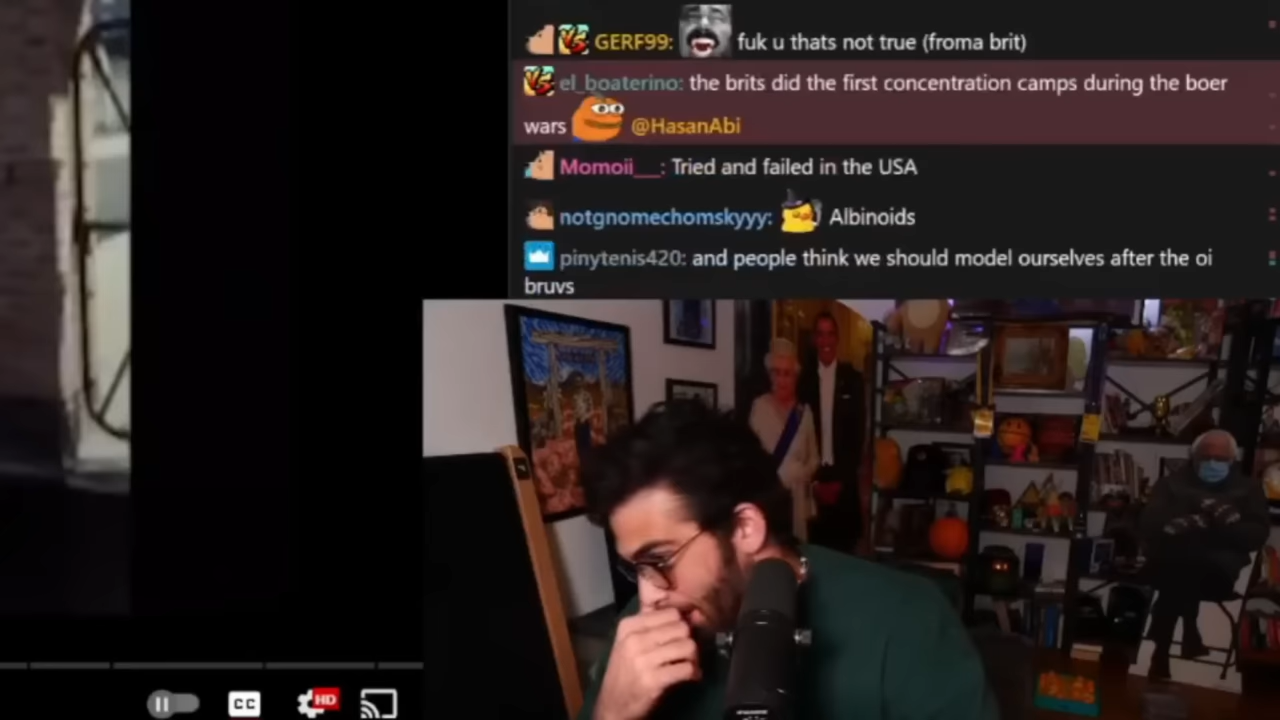 GERF99: fuk u thats not true (froma brit)
el_boaterino: the brits did the first concentration camps during the boer
wars @HasanAbi
Momoii___: Tried and failed in the USA
notgnomechomskyyy: Albinoids
pinytenis420: and people think we should model ourselves after the oi
bruvs
CC HD